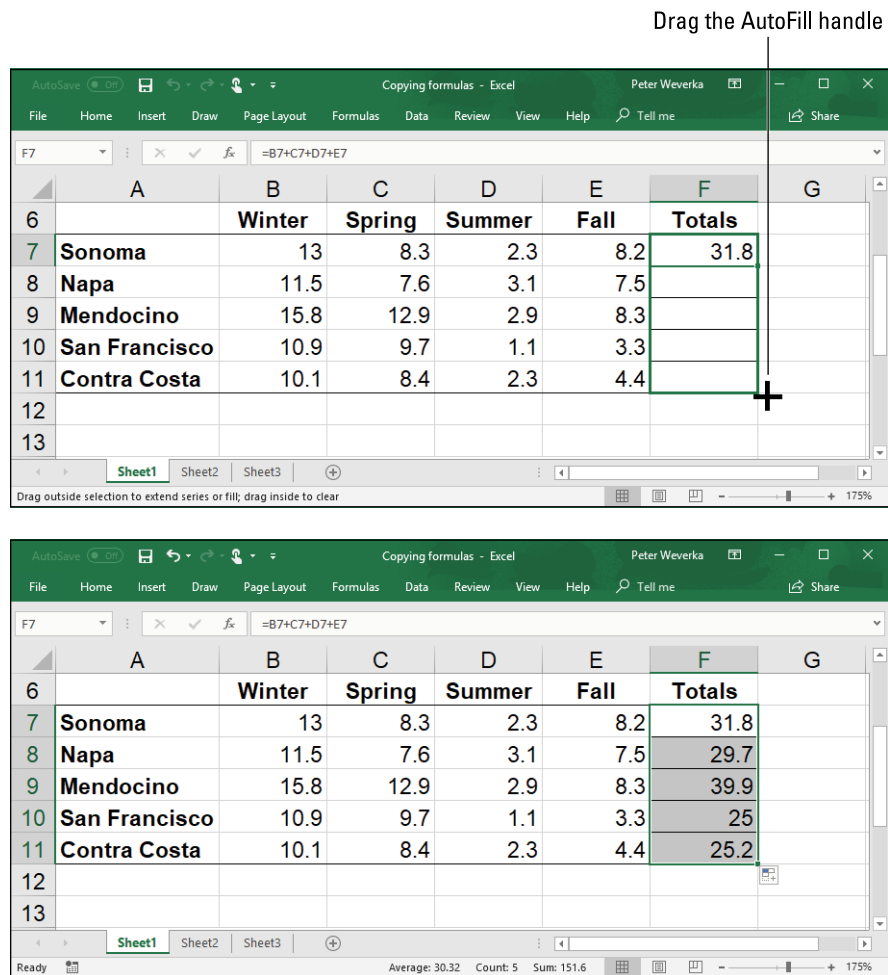 Drag the AutoFill handle
AutoSave Off Copying formulas - Excel Peter Weverka
File Home Insert Draw Page Layout Formulas Data Review View Help Tell me Share
F7 fx =B7+C7+D7+E7
A B C D E F G
6 Winter Spring Summer Fall Totals
7 Sonoma 13 8.3 2.3 8.2 31.8
8 Napa 11.5 7.6 3.1 7.5
9 Mendocino 15.8 12.9 2.9 8.3
10 San Francisco 10.9 9.7 1.1 3.3
11 Contra Costa 10.1 8.4 2.3 4.4
12
13
Sheet1 Sheet2 Sheet3
Drag outside selection to extend series or fill; drag inside to clear 175%
AutoSave Off Copying formulas - Excel Peter Weverka
File Home Insert Draw Page Layout Formulas Data Review View Help Tell me Share
F7 fx =B7+C7+D7+E7
A B C D E F G
6 Winter Spring Summer Fall Totals
7 Sonoma 13 8.3 2.3 8.2 31.8
8 Napa 11.5 7.6 3.1 7.5 29.7
9 Mendocino 15.8 12.9 2.9 8.3 39.9
10 San Francisco 10.9 9.7 1.1 3.3 25
11 Contra Costa 10.1 8.4 2.3 4.4 25.2
12
13
Sheet1 Sheet2 Sheet3
Ready Average: 30.32 Count: 5 Sum: 151.6 175%